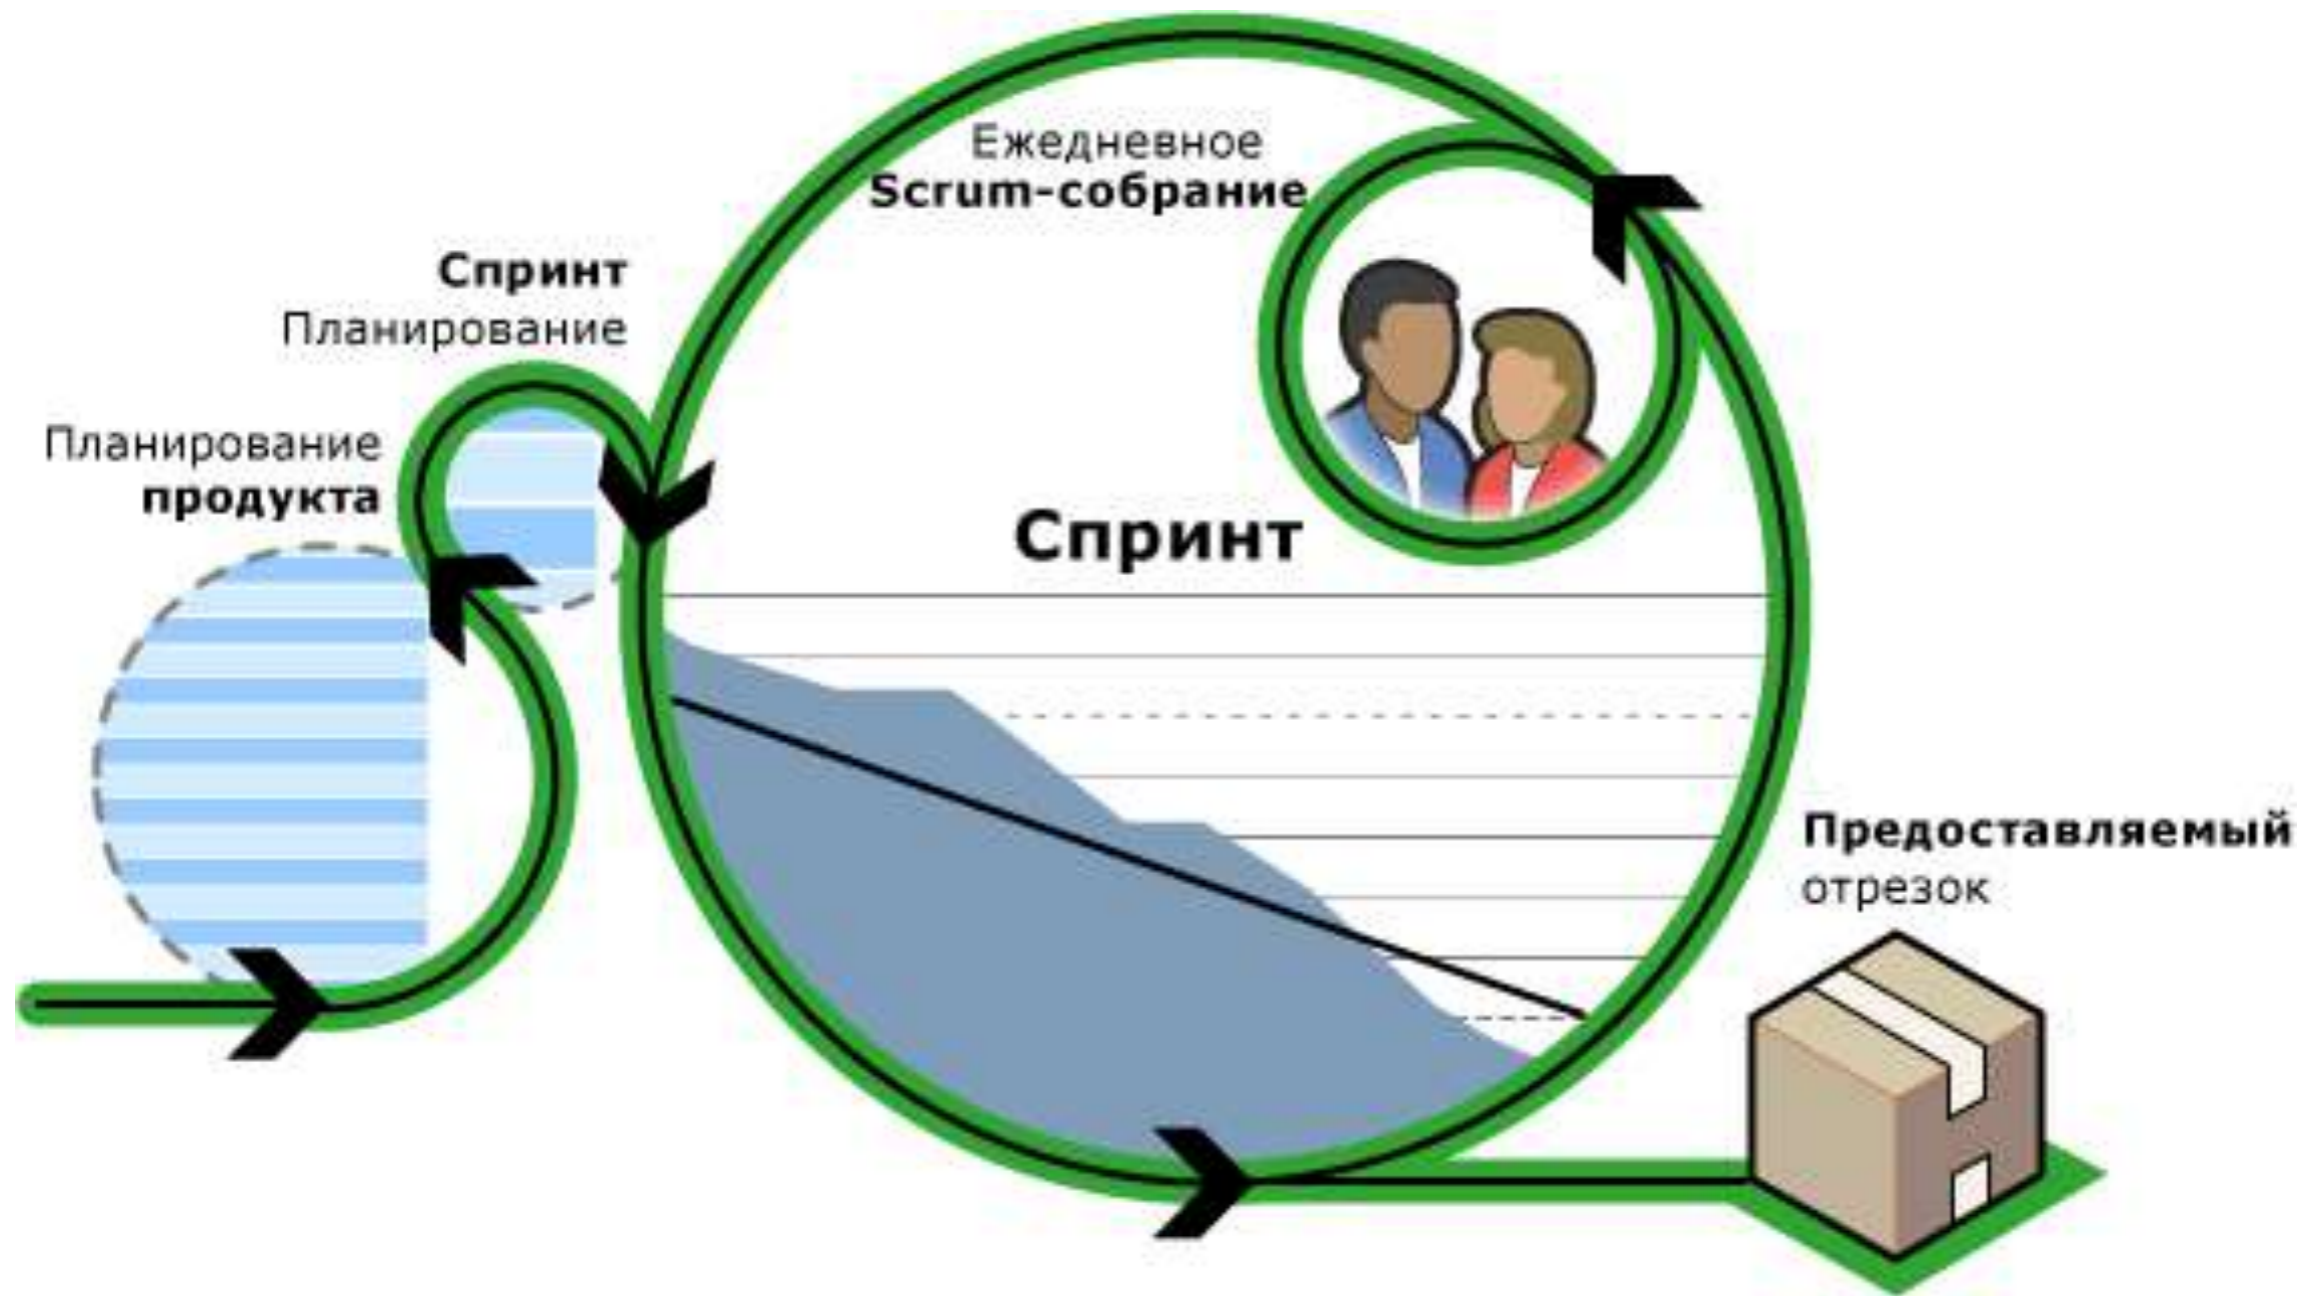 Ежедневное
Scrum-собрание
Спринт
Планирование
Планирование
продукта
Спринт
Предоставляемый
отрезок